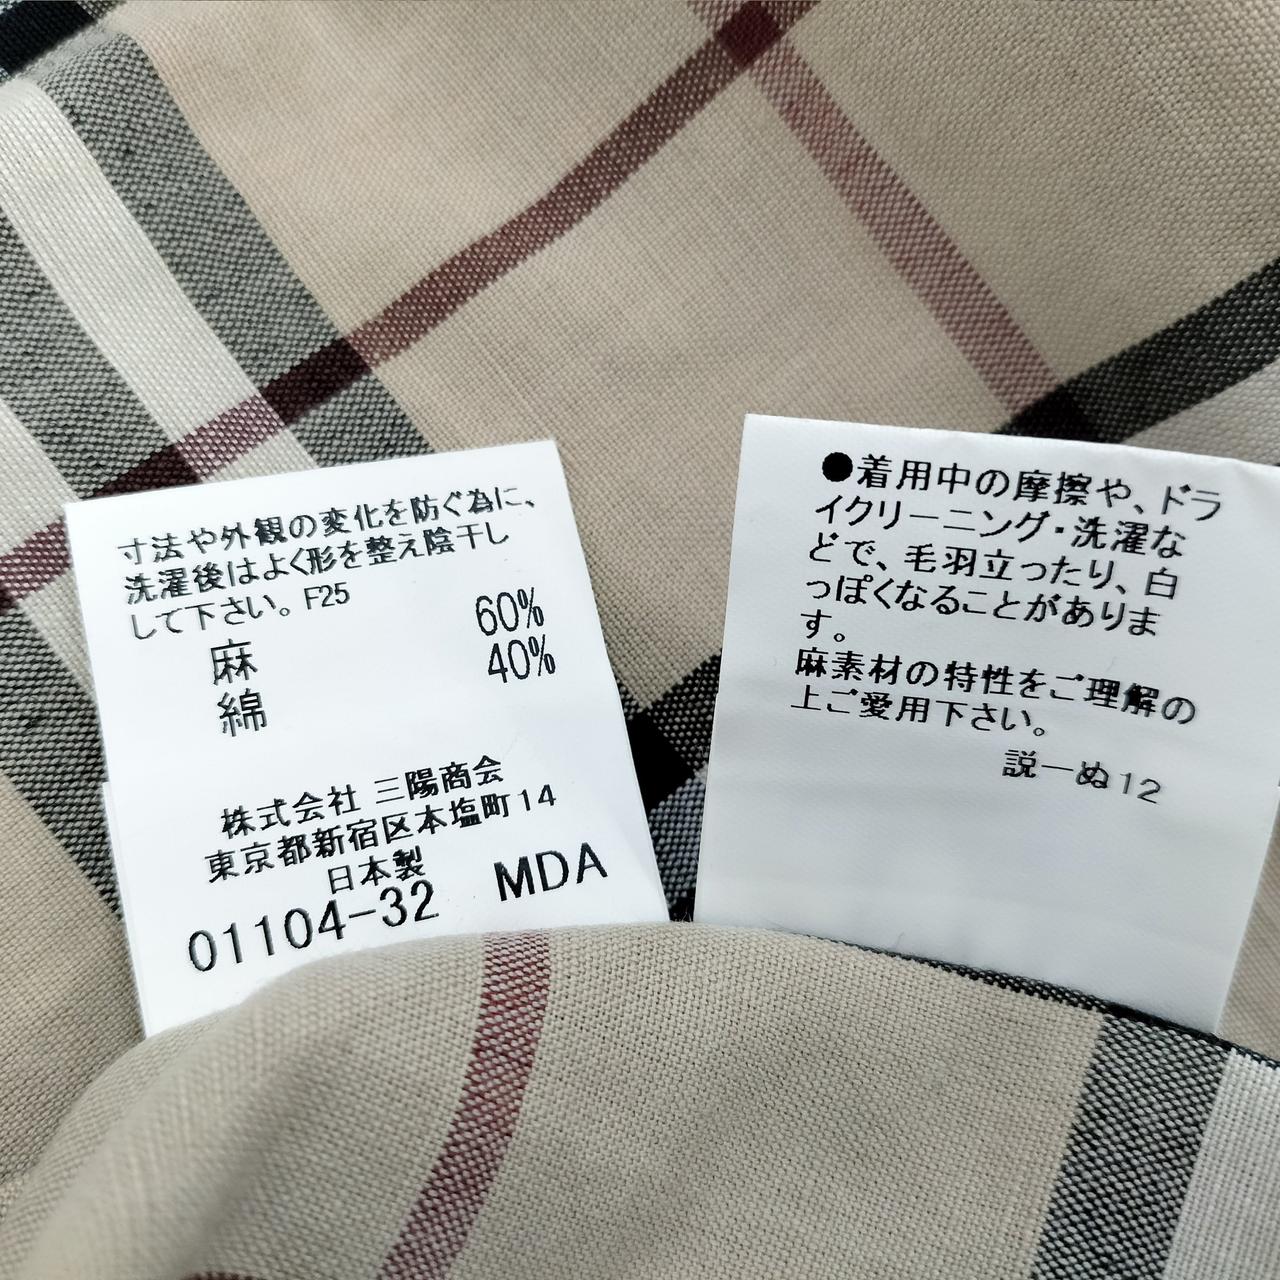 寸法や外観の変化を防ぐ為に、
洗濯後はよく形を整え陰干し
して下さい。F25
麻 60%
綿 40%
株式会社 三陽商会
東京都新宿区本塩町14
日本製
01104-32 MDA
●着用中の摩擦や、ドラ
イクリーニング・洗濯な
どで、毛羽立ったり、白
っぽくなることがありま
す。
麻素材の特性をご理解の
上ご愛用下さい。
説ーぬ12